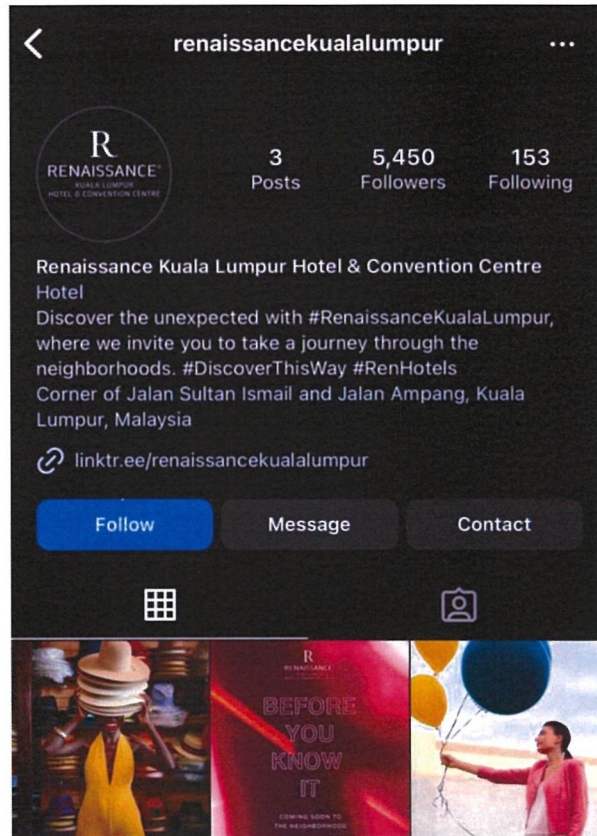 renaissancekualalumpur
R
RENAISSANCE
KUALA LUMPUR
HOTEL & CONVENTION CENTRE
3
Posts
5,450
Followers
153
Following
Renaissance Kuala Lumpur Hotel & Convention Centre
Hotel
Discover the unexpected with #RenaissanceKualaLumpur,
where we invite you to take a journey through the
neighborhoods. #DiscoverThisWay #RenHotels
Corner of Jalan Sultan Ismail and Jalan Ampang, Kuala
Lumpur, Malaysia
linktr.ee/renaissancekualalumpur
Follow
Message
Contact
R
RENAISSANCE
BEFORE
YOU
KNOW
IT
COMING SOON TO
THE NEIGHBORHOOD